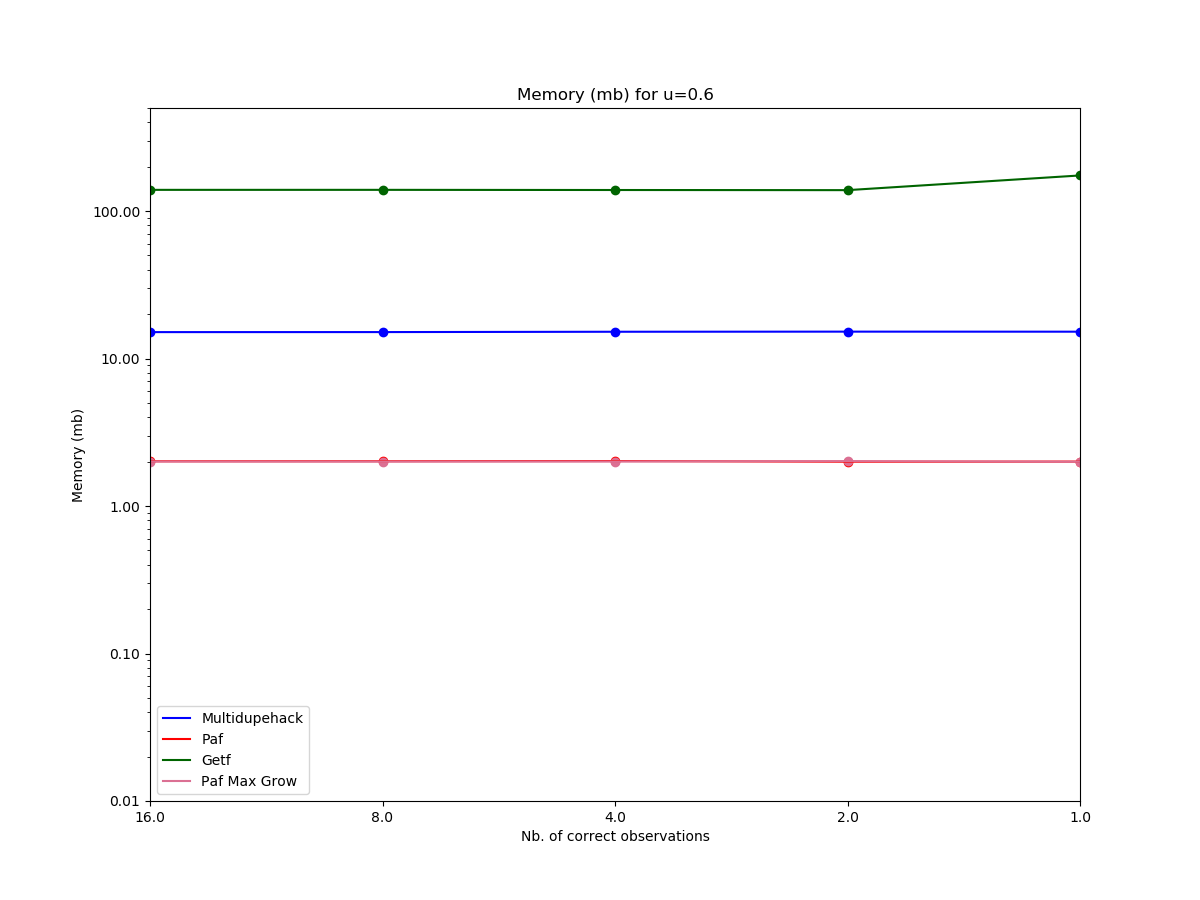 Memory (mb) for u=0.6
Memory (mb)
100.00
10.00
1.00
0.10
0.01
Multidupehack
Paf
Getf
Paf Max Grow
16.0 8.0 4.0 2.0 1.0
Nb. of correct observations